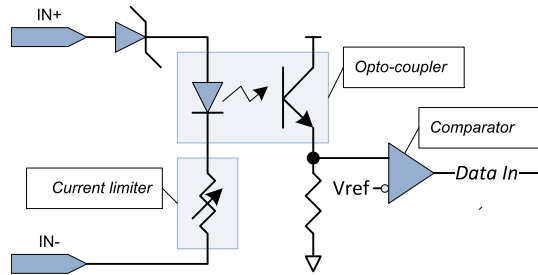 IN+
Opto-coupler
Comparator
Current limiter
Vref
Data In
IN-